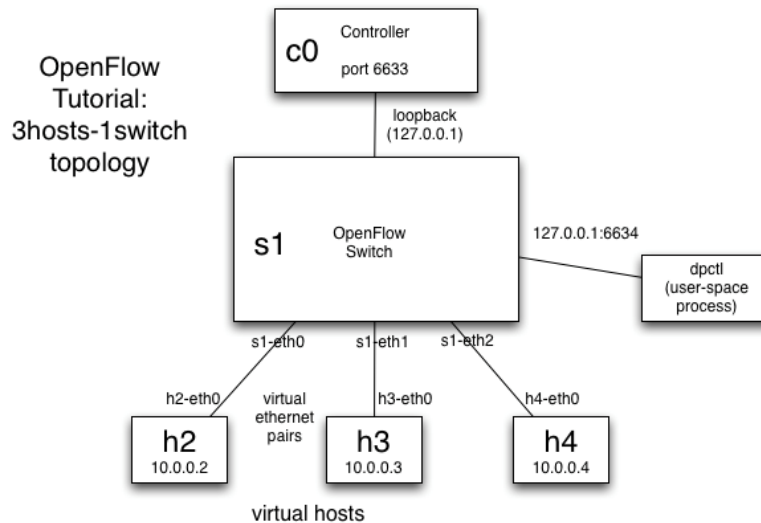 OpenFlow
Tutorial:
3hosts-1switch
topology
c0
Controller
port 6633
loopback
(127.0.0.1)
s1
OpenFlow
Switch
127.0.0.1:6634
dpctl
(user-space
process)
s1-eth0
s1-eth1
s1-eth2
h2-eth0
virtual
ethernet
pairs
h3-eth0
h4-eth0
h2
10.0.0.2
h3
10.0.0.3
h4
10.0.0.4
virtual hosts